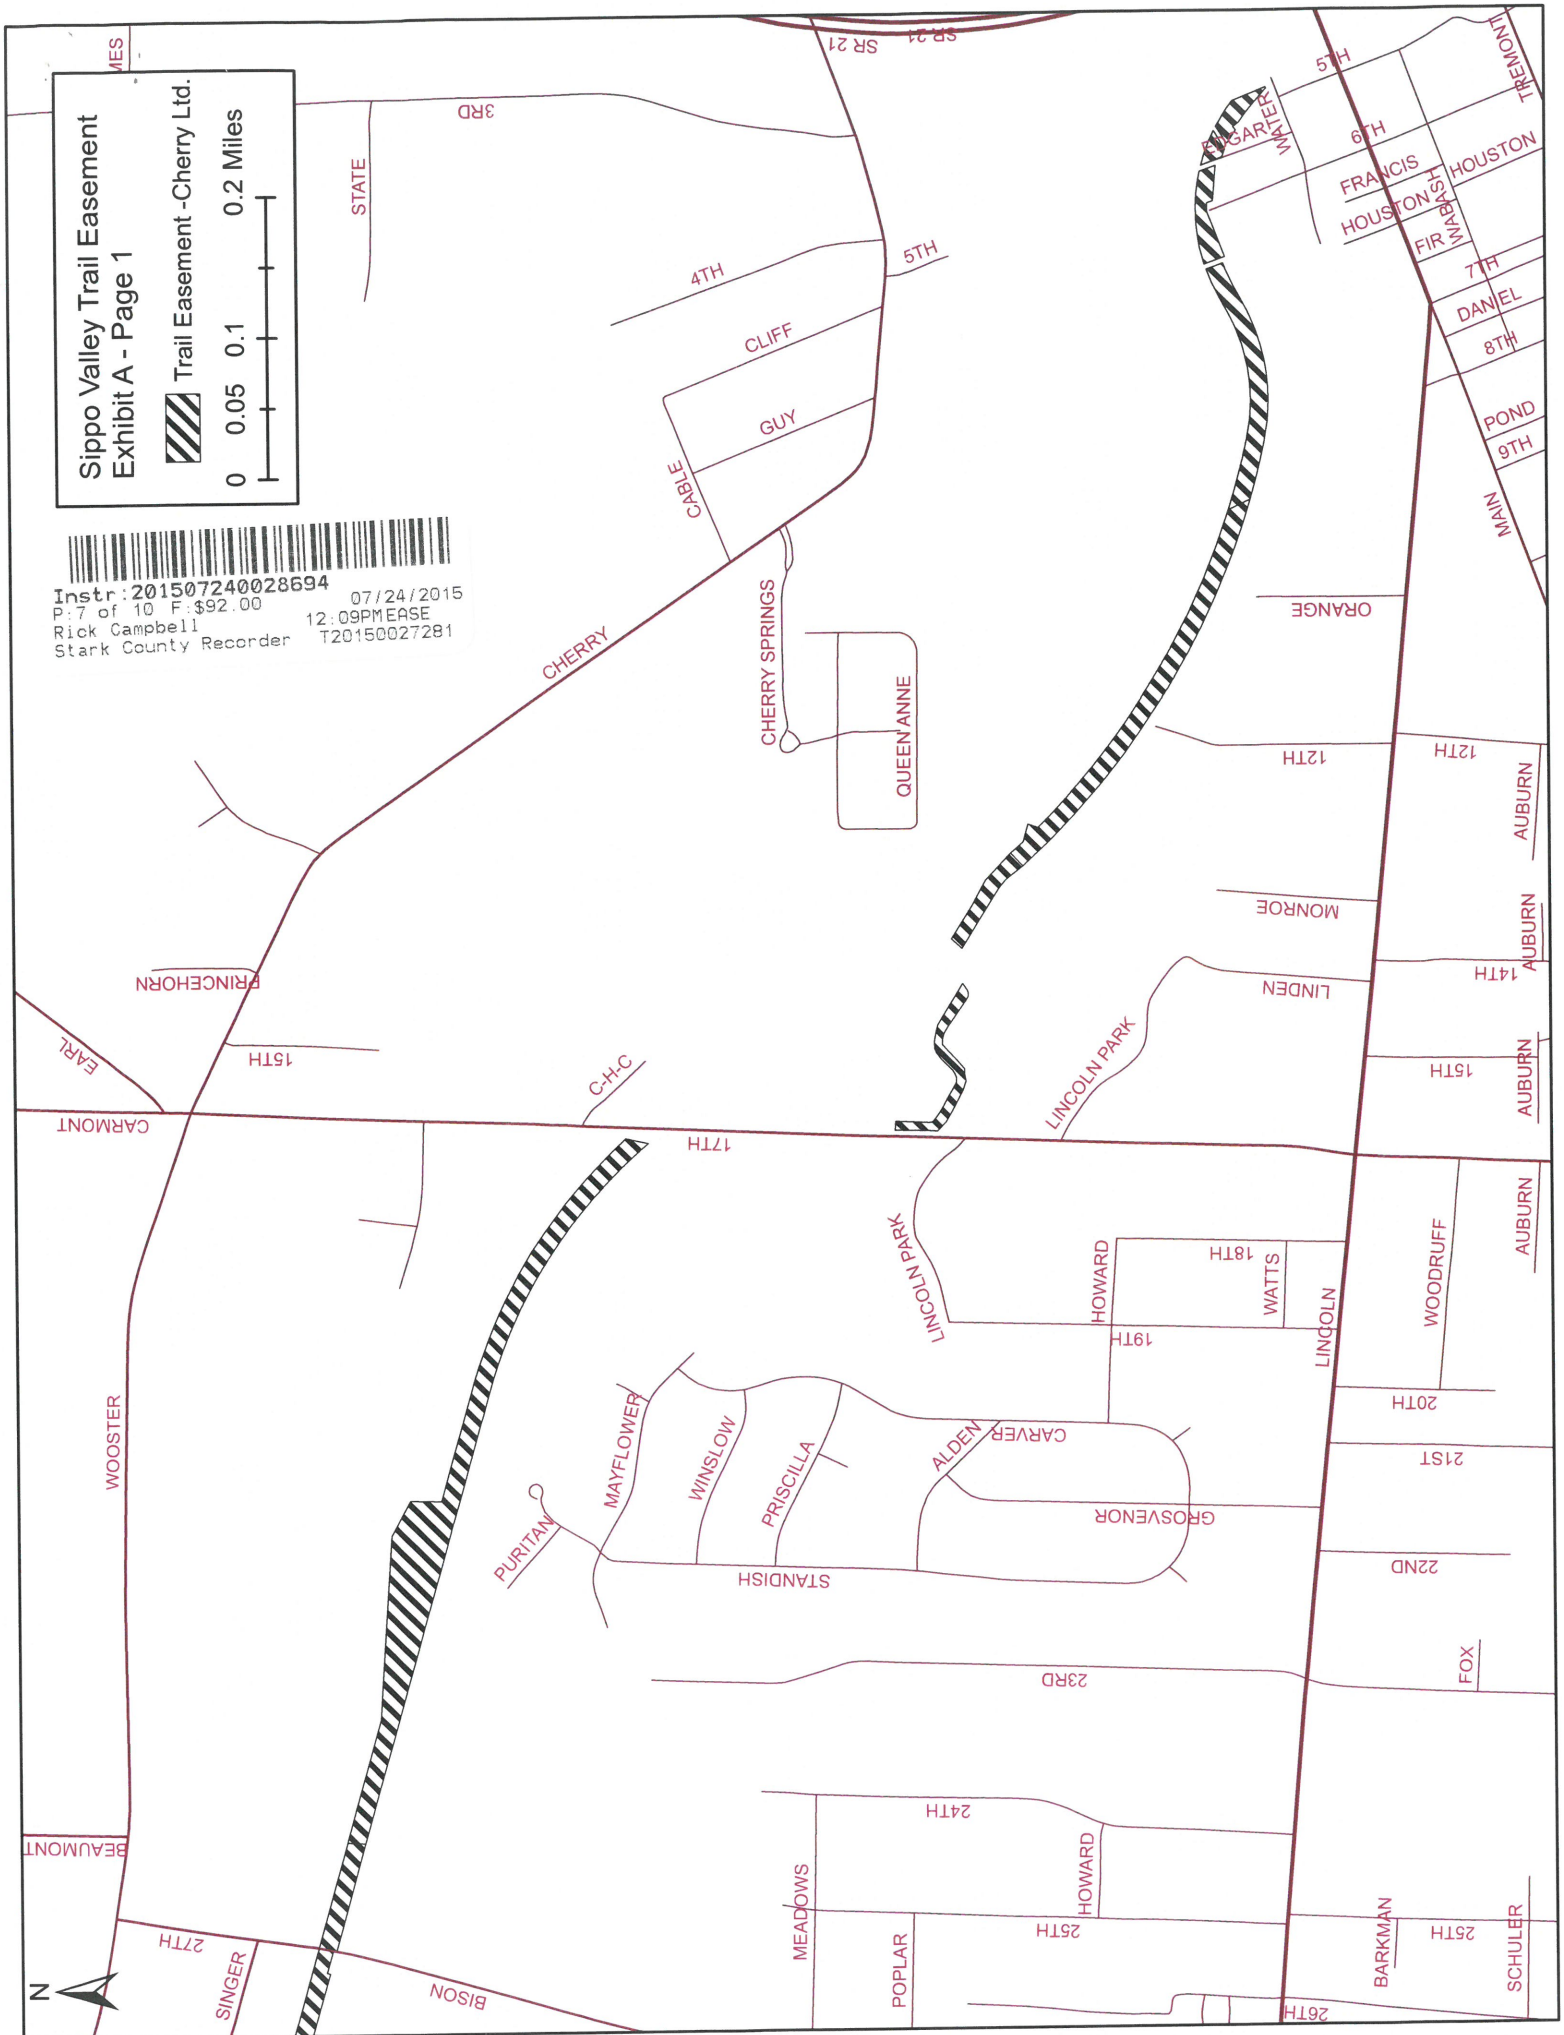 Sippo Valley Trail Easement
Exhibit A - Page 1
Trail Easement -Cherry Ltd.
0 0.05 0.1 0.2 Miles
Instr:201507240028694
P:7 of 10 F:$92.00 07/24/2015
Rick Campbell 12:09PM EASE
Stark County Recorder T20150027281
N
BEAUMONT
27TH
SINGER
BISON
WOOSTER
CARMONT
EARL
PRINCEHORN
15TH
C-H-C
17TH
CHERRY
STATE
3RD
SR 21
SR 21
4TH
5TH
CLIFF
GUY
CABLE
CHERRY SPRINGS
QUEEN ANNE
PURITAN
MAYFLOWER
WINSLOW
PRISCILLA
STANDISH
ALDEN
CARVER
GROSVENOR
LINCOLN PARK
LINCOLN PARK
HOWARD
18TH
WATTS
19TH
LINCOLN
LINDEN
MONROE
12TH
ORANGE
EDGAR
WATER
5TH
6TH
TREMONT
FRANCIS
HOUSTON
HOUSTON
WABASH
FIR
7TH
DANIEL
8TH
POND
9TH
MAIN
12TH
AUBURN
AUBURN
14TH
15TH
AUBURN
AUBURN
WOODRUFF
20TH
21ST
22ND
FOX
23RD
24TH
HOWARD
MEADOWS
POPLAR
25TH
BARKMAN
25TH
SCHULER
26TH